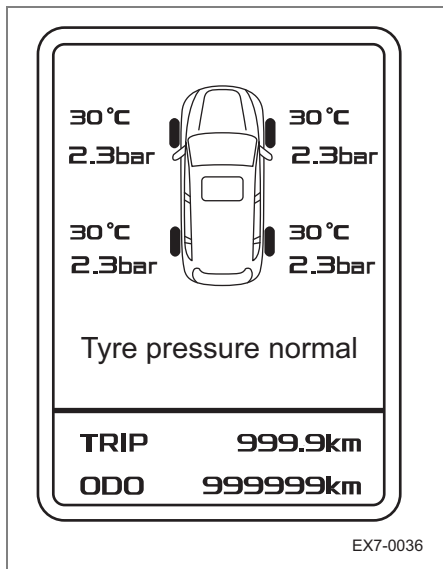 30°C 30°C
2.3bar 2.3bar
30°C 30°C
2.3bar 2.3bar
Tyre pressure normal
TRIP 999.9km
ODO 999999km
EX7-0036